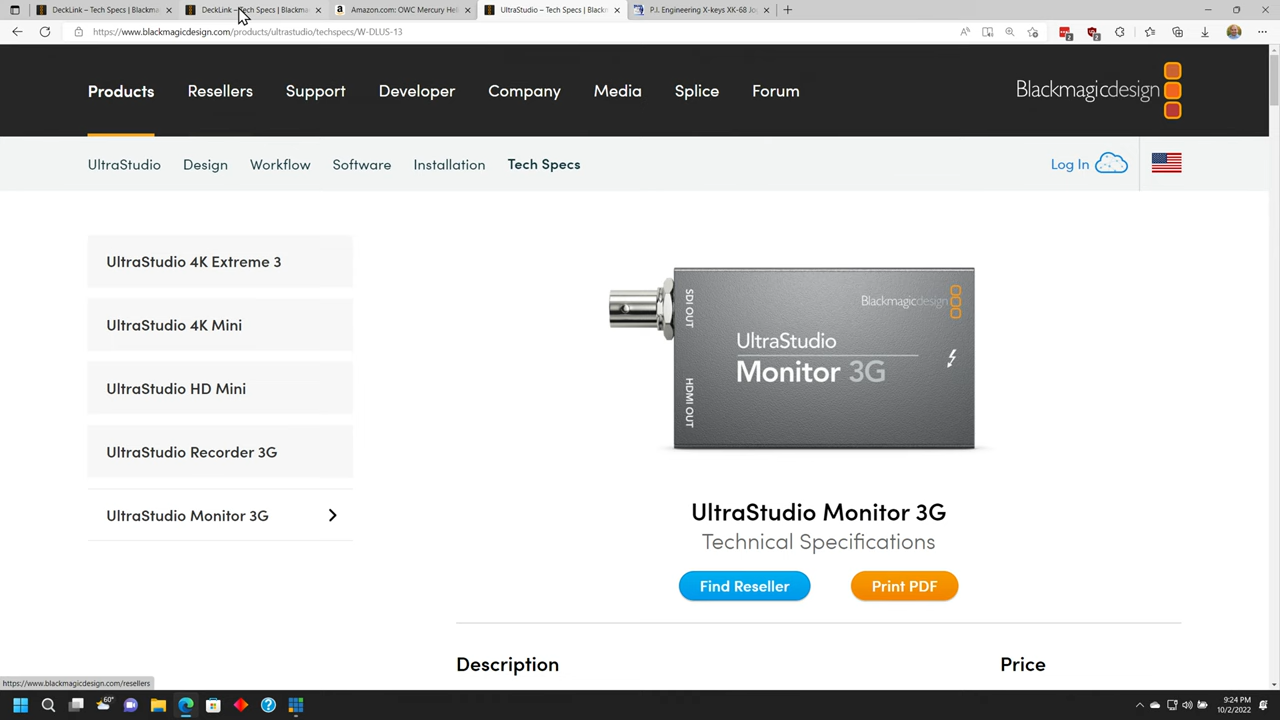 DeckLink – Tech Specs | Blackma
DeckLink – Tech Specs | Blackma
Amazon.com: OWC Mercury Heli
UltraStudio – Tech Specs | Blackm
P.I. Engineering X-keys XK-68 Jo
https://www.blackmagicdesign.com/products/ultrastudio/techspecs/W-DLUS-13
Products
Resellers
Support
Developer
Company
Media
Splice
Forum
Blackmagicdesign
UltraStudio
Design
Workflow
Software
Installation
Tech Specs
Log In
UltraStudio 4K Extreme 3
UltraStudio 4K Mini
UltraStudio HD Mini
UltraStudio Recorder 3G
UltraStudio Monitor 3G
SDI OUT
HDMI OUT
Blackmagicdesign
UltraStudio
Monitor 3G
UltraStudio Monitor 3G
Technical Specifications
Find Reseller
Print PDF
Description
Price
https://www.blackmagicdesign.com/resellers
60°
9:24 PM
10/2/2022